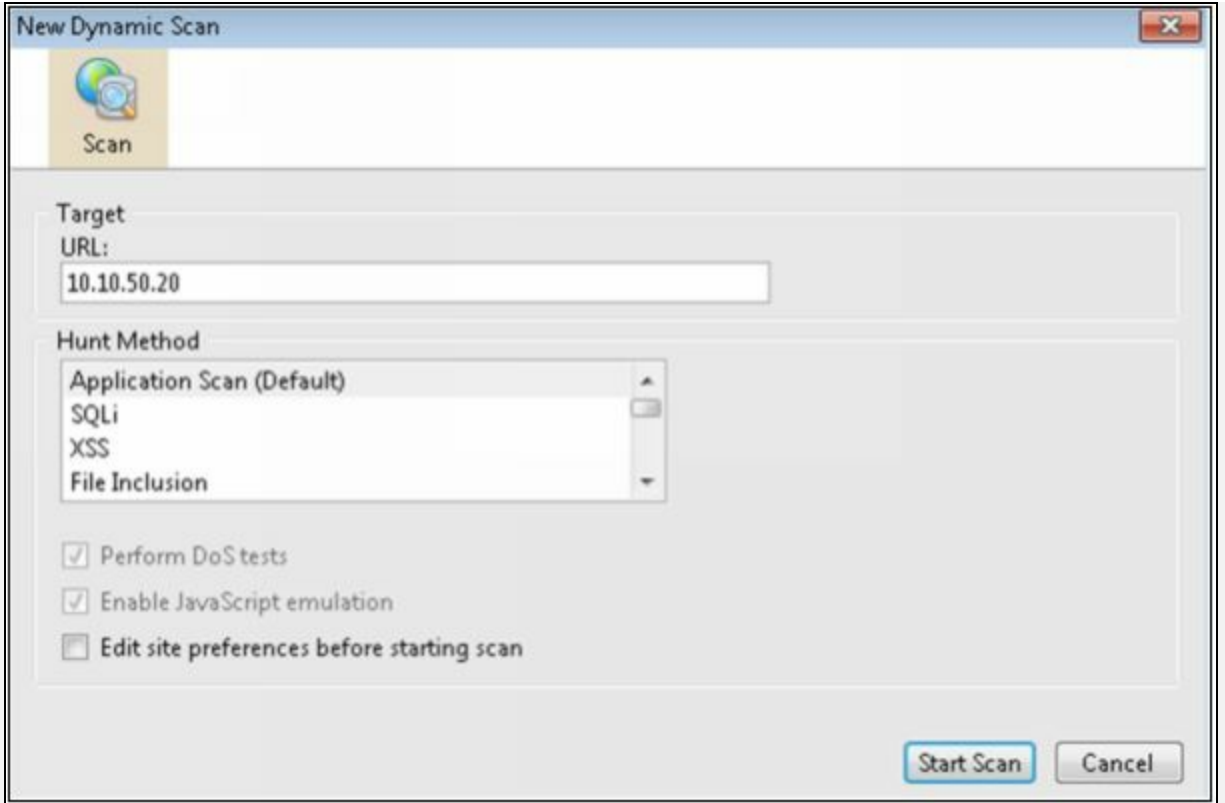 New Dynamic Scan
Scan
Target
URL:
10.10.50.20
Hunt Method
Application Scan (Default)
SQLi
XSS
File Inclusion
Perform DoS tests
Enable JavaScript emulation
Edit site preferences before starting scan
Start Scan
Cancel